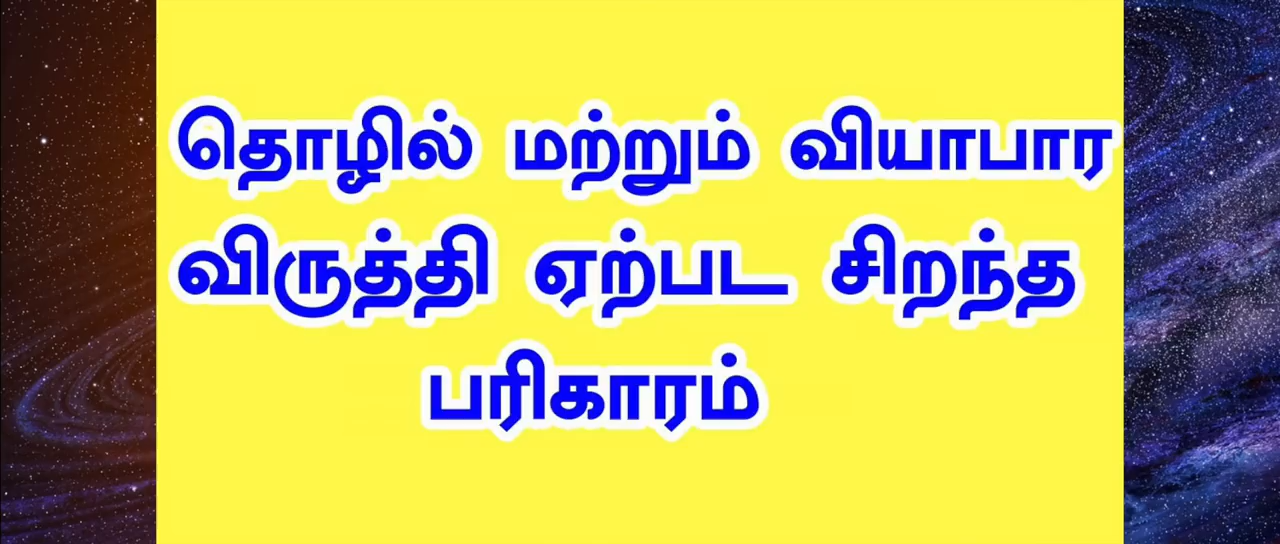 தொழில் மற்றும் வியாபார
விருத்தி ஏற்பட சிறந்த
பரிகாரம்